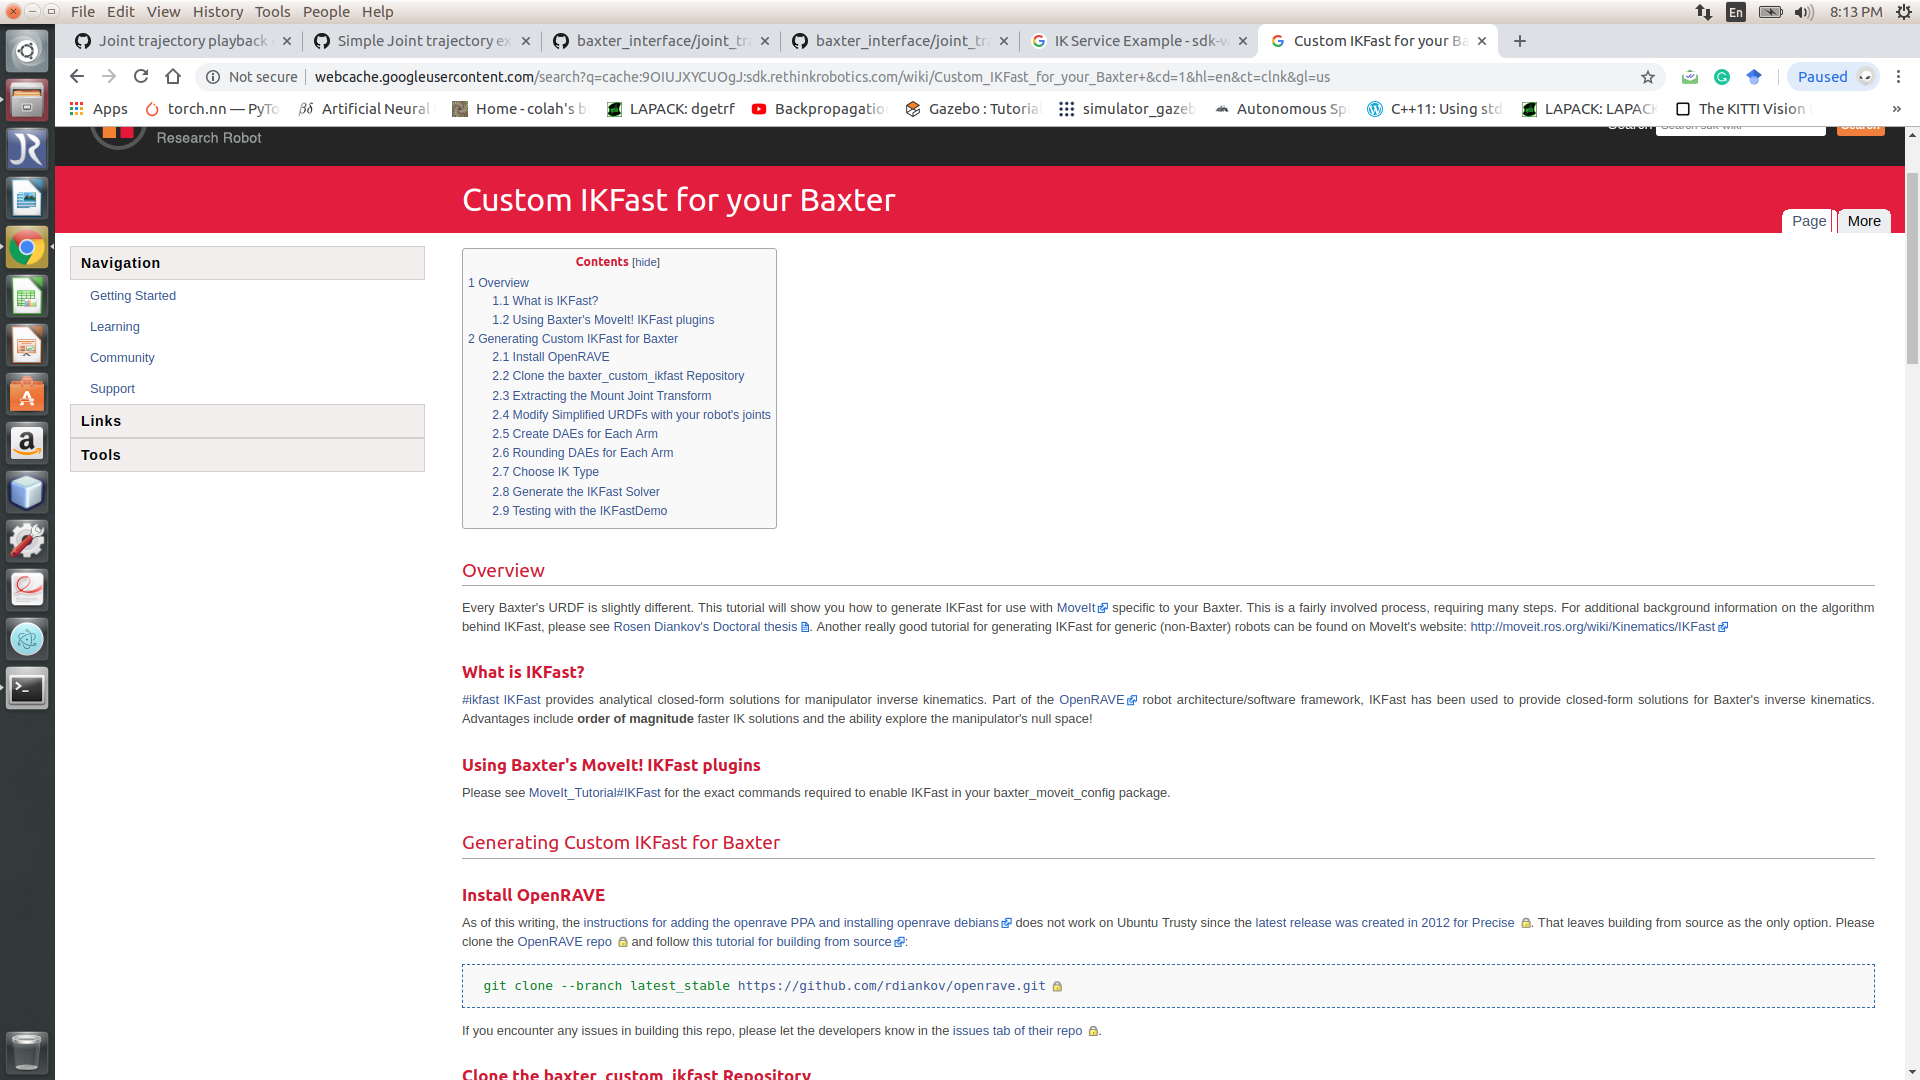 File Edit View History Tools People Help
En 8:13 PM
Joint trajectory playback
Simple Joint trajectory ex
baxter_interface/joint_tra
baxter_interface/joint_tr
IK Service Example - sdk-w
Custom IKFast for your Ba
Not secure webcache.googleusercontent.com/search?q=cache:9OIUJXYCUOgJ:sdk.rethinkrobotics.com/wiki/Custom_IKFast_for_your_Baxter+&cd=1&hl=en&ct=clnk&gl=us
Paused
Apps torch.nn — PyTo Artificial Neural Home - colah's b LAPACK: dgetrf Backpropagatio Gazebo : Tutorial simulator_gazeb Autonomous Sp C++11: Using std LAPACK: LAPACK The KITTI Vision »
Research Robot
Search Search sdk-wiki Search
Custom IKFast for your Baxter
Page More
Navigation
Getting Started
Learning
Community
Support
Links
Tools
Contents [hide]
1 Overview
1.1 What is IKFast?
1.2 Using Baxter's MoveIt! IKFast plugins
2 Generating Custom IKFast for Baxter
2.1 Install OpenRAVE
2.2 Clone the baxter_custom_ikfast Repository
2.3 Extracting the Mount Joint Transform
2.4 Modify Simplified URDFs with your robot's joints
2.5 Create DAEs for Each Arm
2.6 Rounding DAEs for Each Arm
2.7 Choose IK Type
2.8 Generate the IKFast Solver
2.9 Testing with the IKFastDemo
Overview
Every Baxter's URDF is slightly different. This tutorial will show you how to generate IKFast for use with MoveIt specific to your Baxter. This is a fairly involved process, requiring many steps. For additional background information on the algorithm
behind IKFast, please see Rosen Diankov's Doctoral thesis. Another really good tutorial for generating IKFast for generic (non-Baxter) robots can be found on MoveIt's website: http://moveit.ros.org/wiki/Kinematics/IKFast
What is IKFast?
#ikfast IKFast provides analytical closed-form solutions for manipulator inverse kinematics. Part of the OpenRAVE robot architecture/software framework, IKFast has been used to provide closed-form solutions for Baxter's inverse kinematics.
Advantages include order of magnitude faster IK solutions and the ability explore the manipulator's null space!
Using Baxter's MoveIt! IKFast plugins
Please see MoveIt_Tutorial#IKFast for the exact commands required to enable IKFast in your baxter_moveit_config package.
Generating Custom IKFast for Baxter
Install OpenRAVE
As of this writing, the instructions for adding the openrave PPA and installing openrave debians does not work on Ubuntu Trusty since the latest release was created in 2012 for Precise. That leaves building from source as the only option. Please
clone the OpenRAVE repo and follow this tutorial for building from source:
git clone --branch latest_stable https://github.com/rdiankov/openrave.git
If you encounter any issues in building this repo, please let the developers know in the issues tab of their repo.
Clone the baxter_custom_ikfast Repository